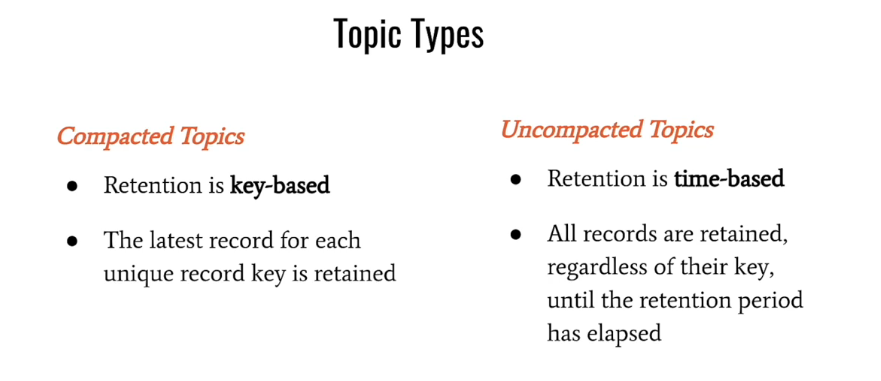 Topic Types
Compacted Topics
● Retention is key-based
● The latest record for each
unique record key is retained
Uncompacted Topics
● Retention is time-based
● All records are retained,
regardless of their key,
until the retention period
has elapsed